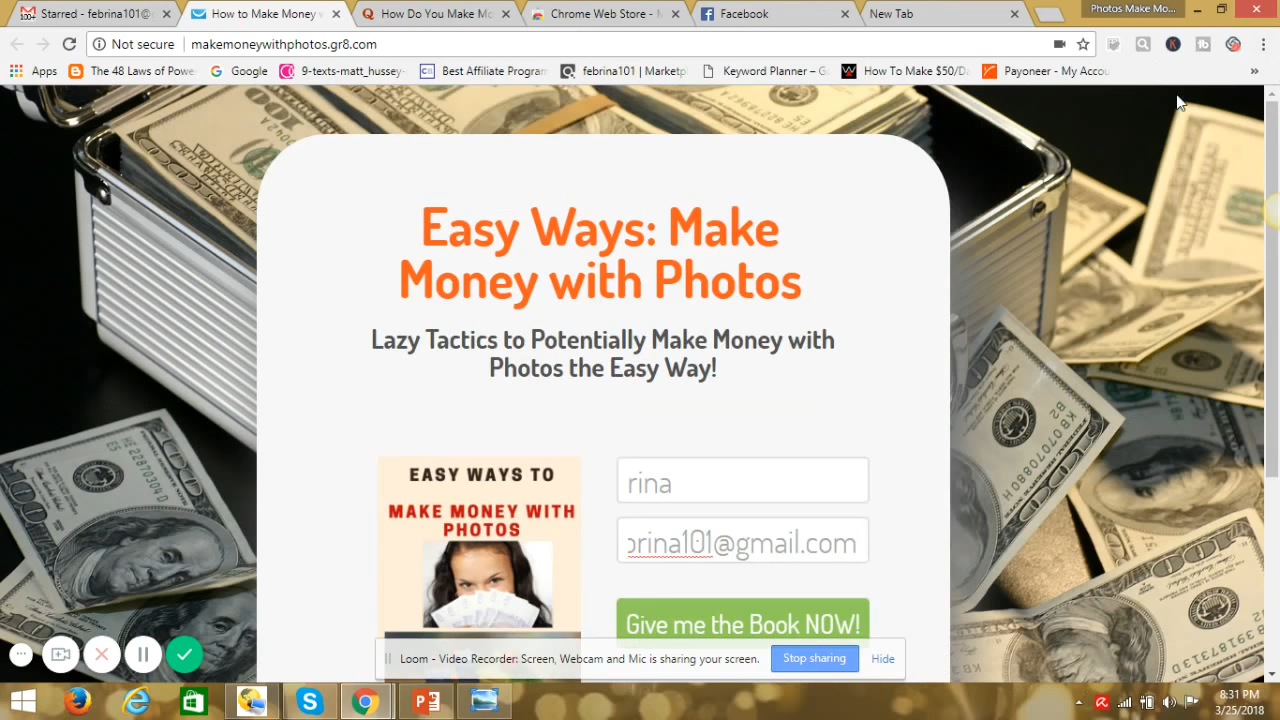 Starred - febrina101@
How to Make Money
How Do You Make Mo
Chrome Web Store - M
Facebook
New Tab
Photos Make Mo...
Not secure
makemoneywithphotos.gr8.com
Apps
The 48 Laws of Powe
Google
9-texts-matt_hussey-
Best Affiliate Program
febrina101 | Marketpl
Keyword Planner – G
How To Make $50/Da
Payoneer - My Accou
»
Easy Ways: Make
Money with Photos
Lazy Tactics to Potentially Make Money with
Photos the Easy Way!
EASY WAYS TO
MAKE MONEY WITH
PHOTOS
rina
brina101@gmail.com
Give me the Book NOW!
Loom - Video Recorder: Screen, Webcam and Mic is sharing your screen.
Stop sharing
Hide
HE 22870304 D
KB07070880H
8:31 PM
3/25/2018